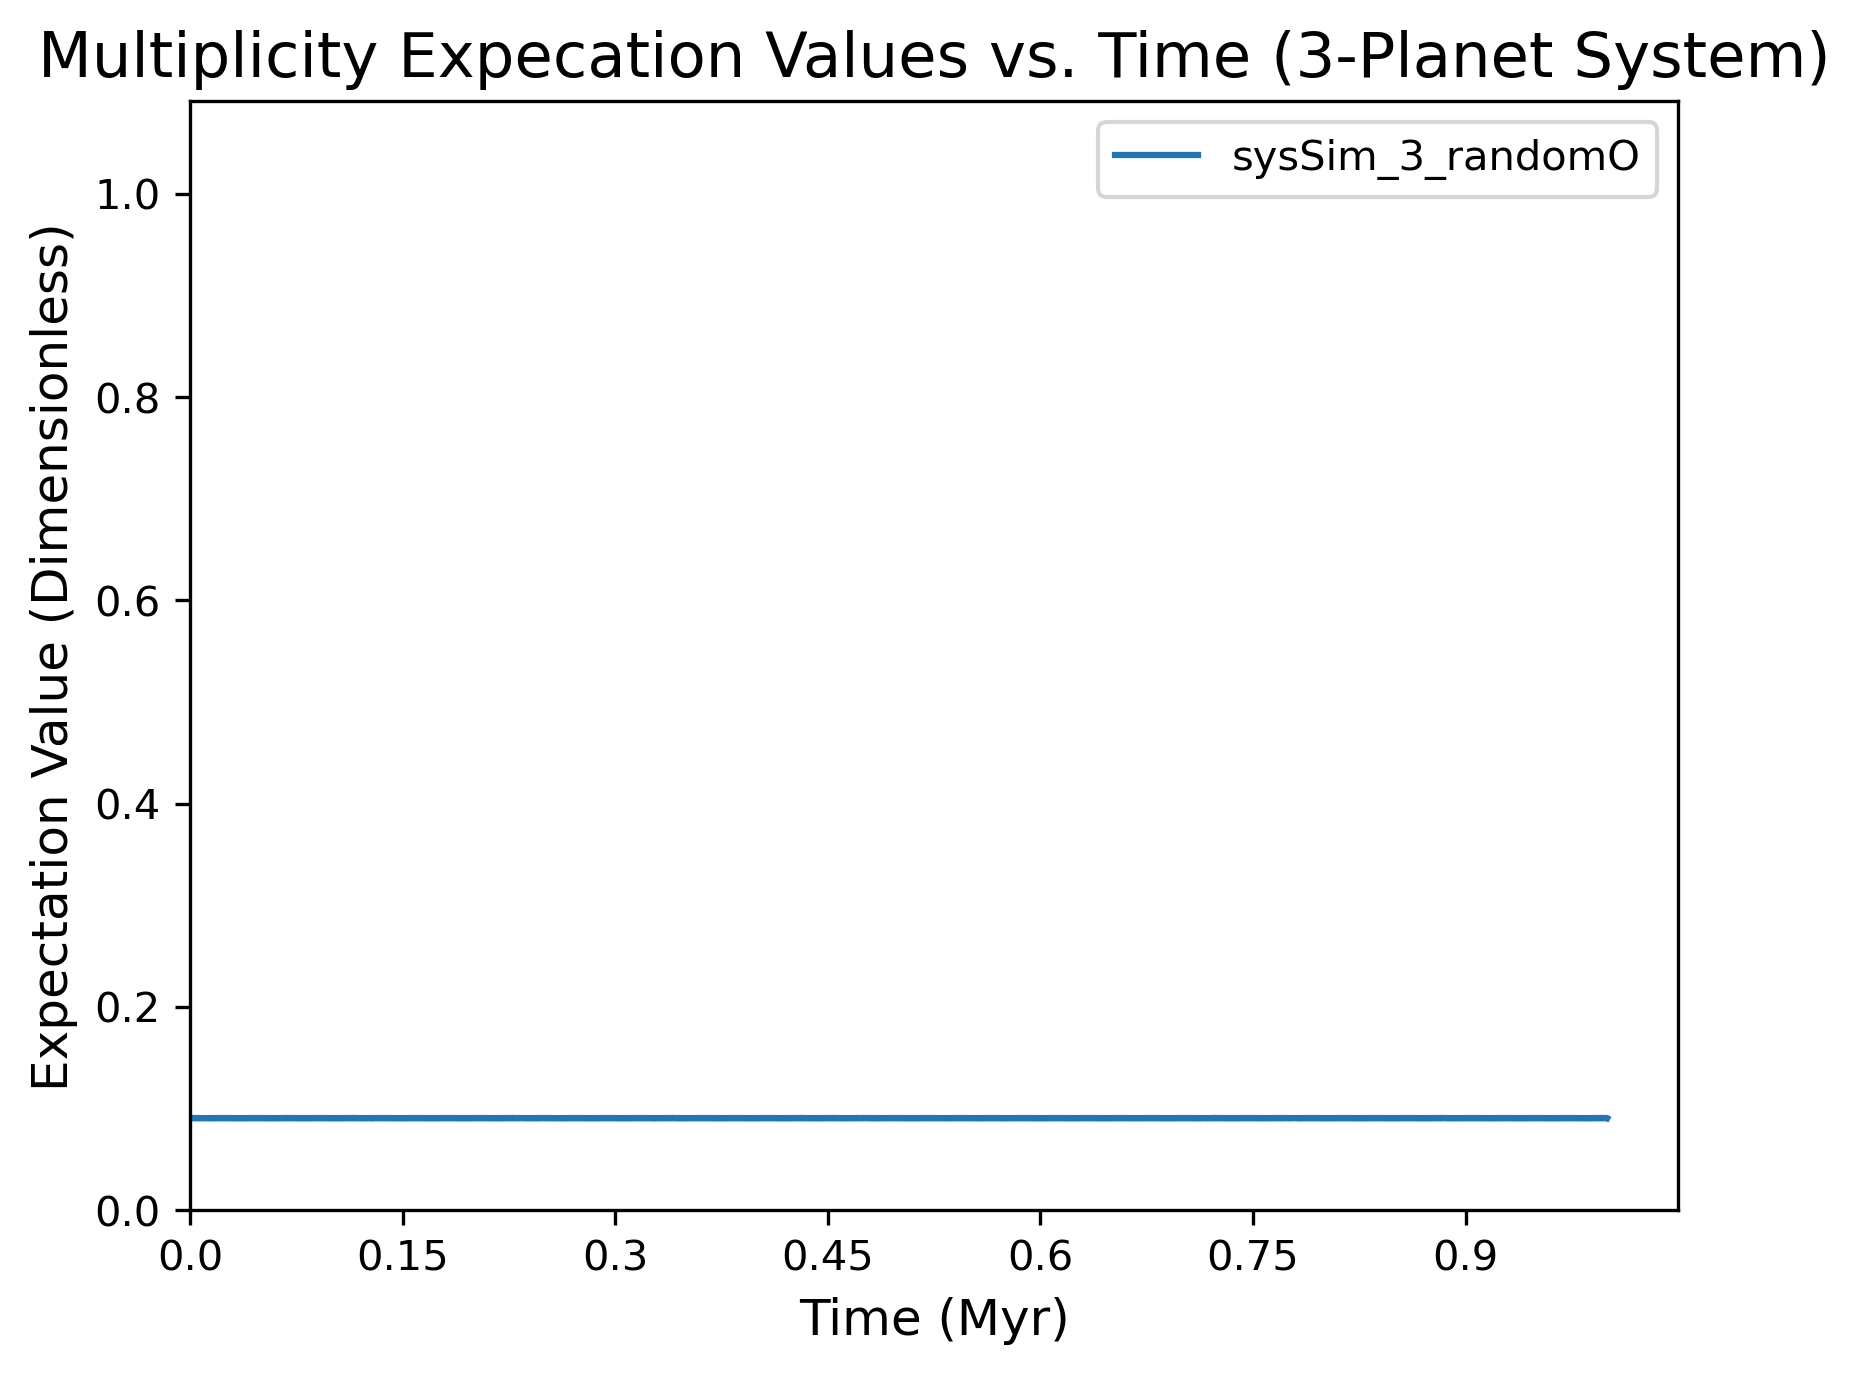 Multiplicity Expecation Values vs. Time (3-Planet System)
sysSim_3_randomO
Expectation Value (Dimensionless)
1.0
0.8
0.6
0.4
0.2
0.0
0.0 0.15 0.3 0.45 0.6 0.75 0.9
Time (Myr)